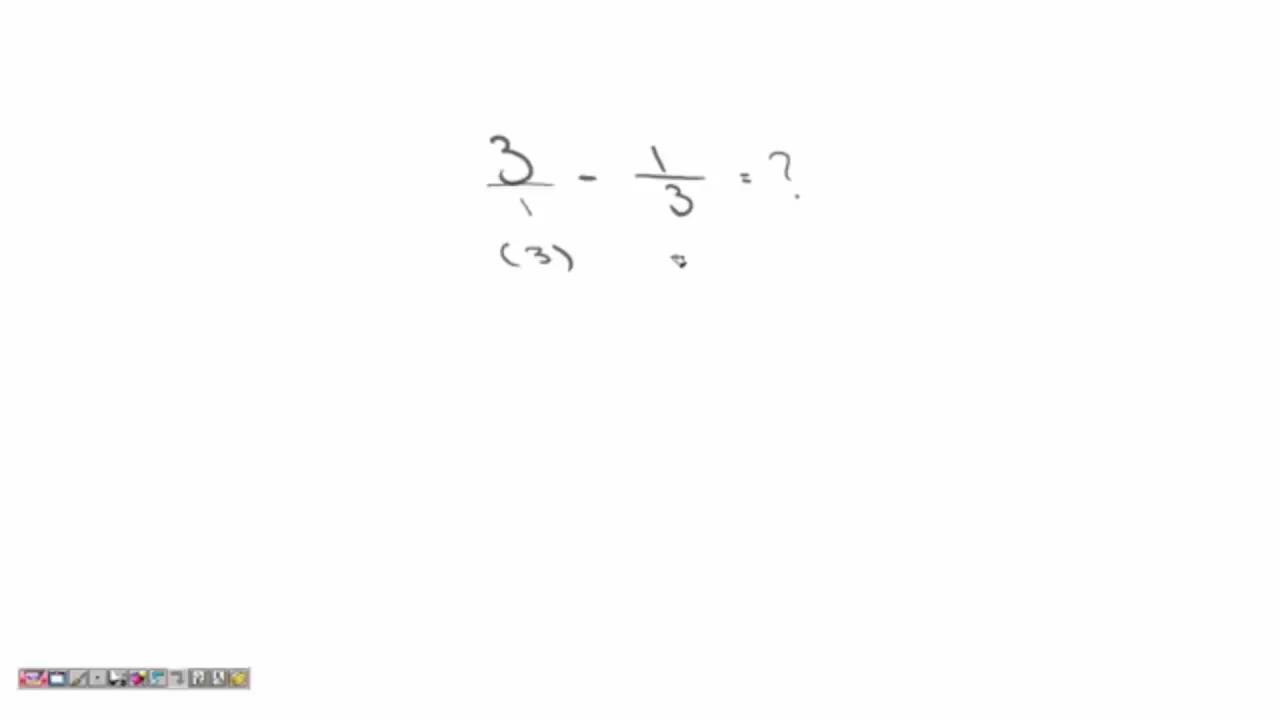 3/1 - 1/3 = ?
(3)